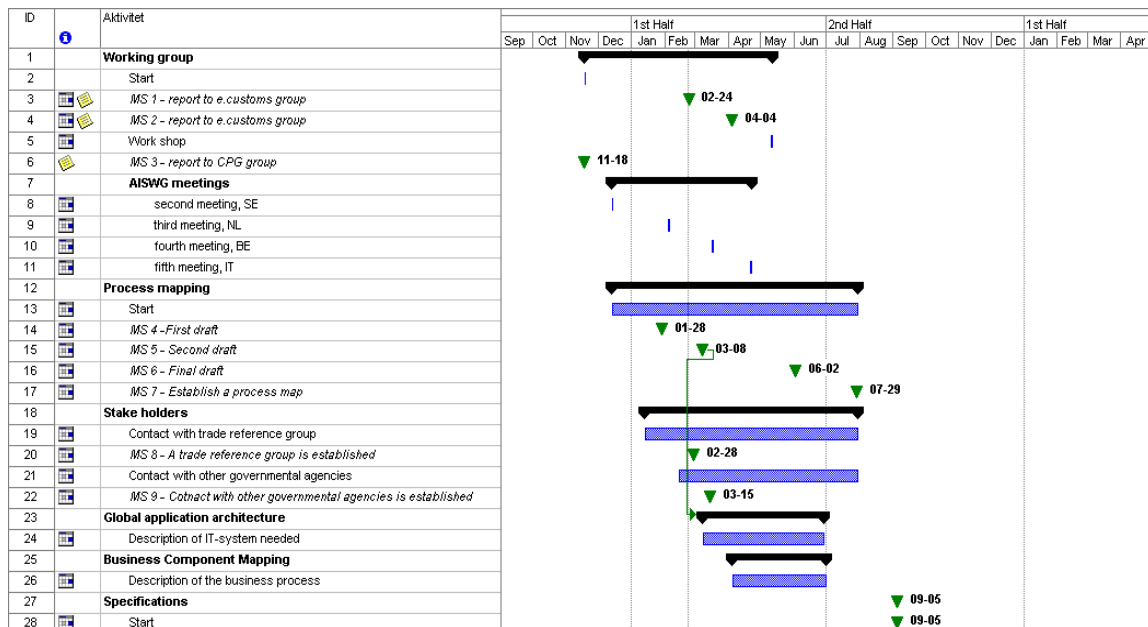 ID Aktivitet 1st Half 2nd Half 1st Half
Sep Oct Nov Dec Jan Feb Mar Apr May Jun Jul Aug Sep Oct Nov Dec Jan Feb Mar Apr
1 Working group
2 Start
3 MS 1 - report to e.customs group 02-24
4 MS 2 - report to e.customs group 04-04
5 Work shop
6 MS 3 - report to CPG group 11-18
7 AISWG meetings
8 second meeting, SE
9 third meeting, NL
10 fourth meeting, BE
11 fifth meeting, IT
12 Process mapping
13 Start
14 MS 4 -First draft 01-28
15 MS 5 - Second draft 03-08
16 MS 6 - Final draft 06-02
17 MS 7 - Establish a process map 07-29
18 Stake holders
19 Contact with trade reference group
20 MS 8 - A trade reference group is established 02-28
21 Contact with other governmental agencies
22 MS 9 - Cotnact with other governmental agencies is established 03-15
23 Global application architecture
24 Description of IT-system needed
25 Business Component Mapping
26 Description of the business process
27 Specifications 09-05
28 Start 09-05